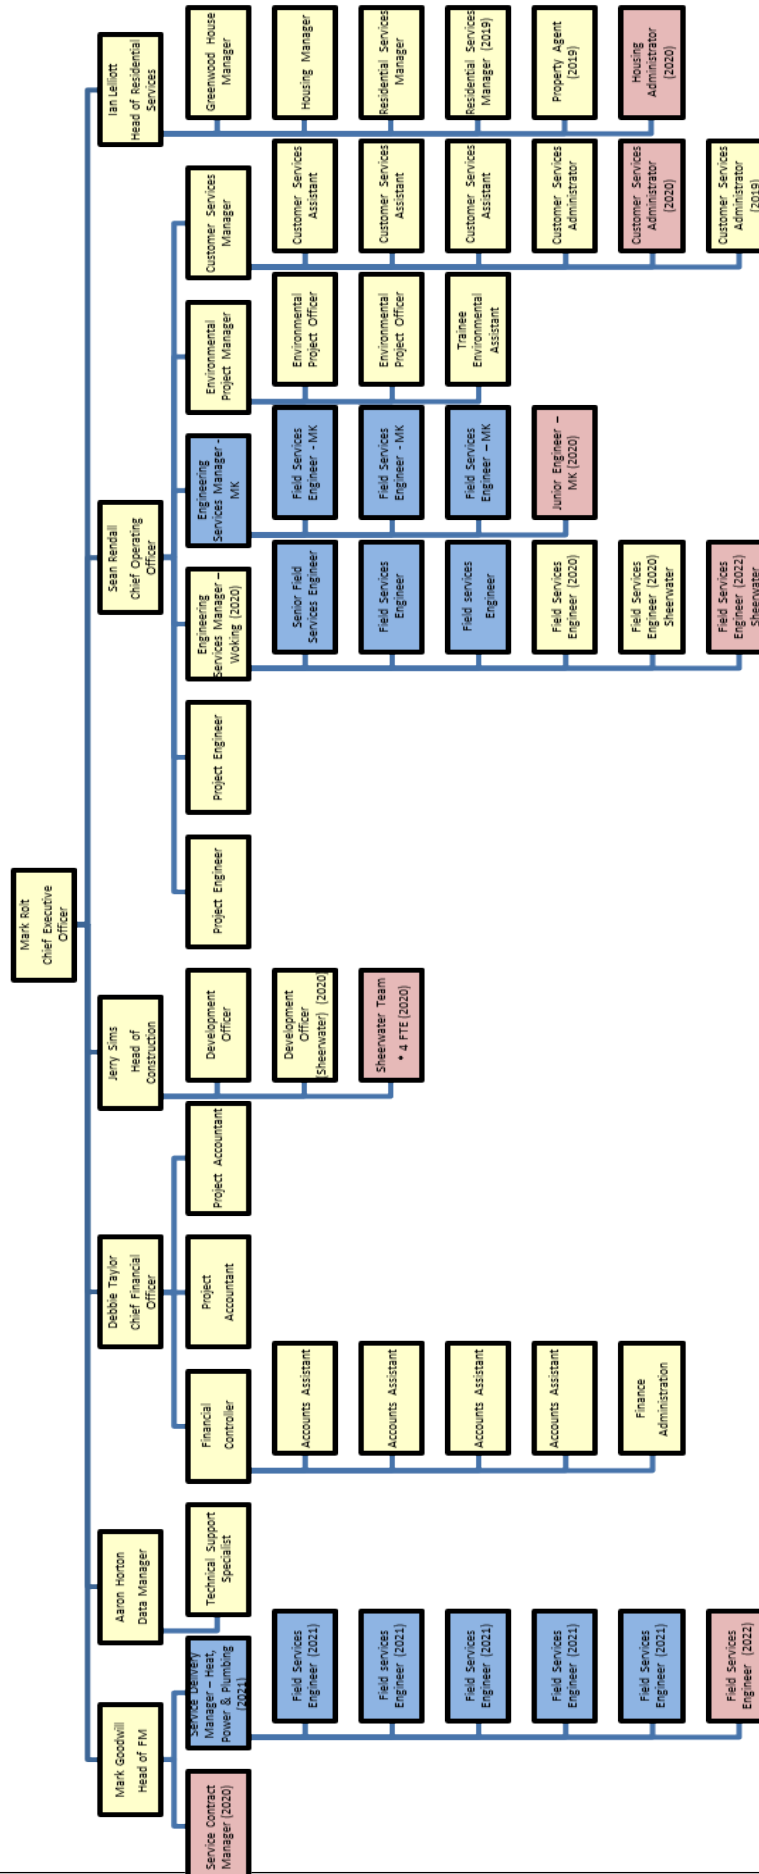 Mark Rolt
Chief Executive
Officer
Mark Goodwill
Head of FM
Service Contract
Manager (2020)
Service Delivery
Manager – Heat,
Power & Plumbing
(2021)
Field Services
Engineer (2021)
Field services
Engineer (2021)
Field Services
Engineer (2021)
Field Services
Engineer (2021)
Field Services
Engineer (2021)
Field Services
Engineer (2022)
Aaron Horton
Data Manager
Technical Support
Specialist
Debbie Taylor
Chief Financial
Officer
Financial
Controller
Accounts Assistant
Accounts Assistant
Accounts Assistant
Accounts Assistant
Finance
Administration
Project
Accountant
Project Accountant
Jerry Sims
Head of
Construction
Development
Officer
Development
Officer
(Sheerwater) (2020)
Sheerwater Team
* 4 FTE (2020)
Sean Rendall
Chief Operating
Officer
Project Engineer
Project Engineer
Engineering
Services Manager –
Woking (2020)
Senior Field
Services Engineer
Field Services
Engineer
Field services
Engineer
Field Services
Engineer (2020)
Field Services
Engineer (2020)
Sheerwater
Field Services
Engineer (2022)
Sheerwater
Engineering
Services Manager -
MK
Field Services
Engineer - MK
Field Services
Engineer - MK
Field Services
Engineer – MK
Junior Engineer –
MK (2020)
Environmental
Project Manager
Environmental
Project Officer
Environmental
Project Officer
Trainee
Environmental
Assistant
Customer Services
Manager
Customer Services
Assistant
Customer Services
Assistant
Customer Services
Assistant
Customer Services
Administrator
Customer Services
Administrator
(2020)
Customer Services
Administrator
(2019)
Ian Lelliott
Head of Residential
Services
Greenwood House
Manager
Housing Manager
Residential Services
Manager
Residential Services
Manager (2019)
Property Agent
(2019)
Housing
Administrator
(2020)